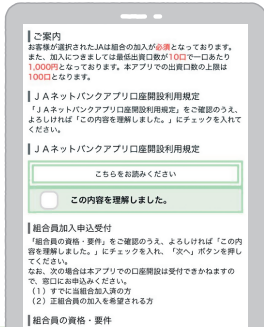 ご案内
お客様が選択されたJAは組合の加入が必須となっております。
また、加入につきましては最低出資口数が10口で一口あたり
1,000円となっております。本アプリでの出資口数の上限は
100口となります。
ＪＡネットバンクアプリ口座開設利用規定
「ＪＡネットバンクアプリ口座開設利用規定」をご確認のうえ、
よろしければ「この内容を理解しました。」にチェックを入れて
ください。
ＪＡネットバンクアプリ口座開設利用規定
こちらをお読みください
この内容を理解しました。
組合員加入申込受付
「組合員の資格・要件」をご確認のうえ、よろしければ「この内
容を理解しました。」にチェックを入れ、「次へ」ボタンを押し
てください。
なお、次の場合は本アプリでの口座開設は受付できかねますの
で、窓口にお申込みください。
（1）すでに当組合加入済の方
（2）正組合員の加入を希望される方
組合員の資格・要件